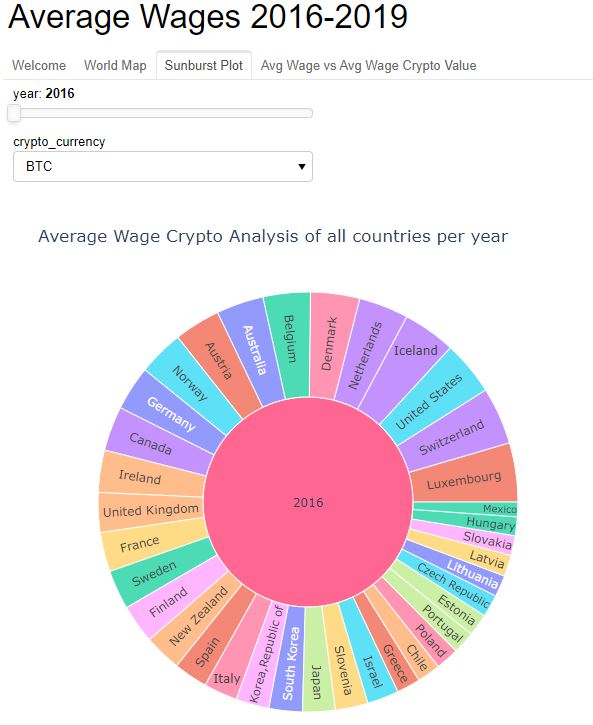 Average Wages 2016-2019
Welcome World Map Sunburst Plot Avg Wage vs Avg Wage Crypto Value
year: 2016
crypto_currency
BTC
Average Wage Crypto Analysis of all countries per year
2016
Luxembourg
Switzerland
United States
Iceland
Netherlands
Denmark
Belgium
Australia
Austria
Norway
Germany
Canada
Ireland
United Kingdom
France
Sweden
Finland
New Zealand
Spain
Italy
Korea,Republic of
South Korea
Japan
Slovenia
Israel
Greece
Chile
Poland
Portugal
Estonia
Czech Republic
Lithuania
Latvia
Slovakia
Hungary
Mexico